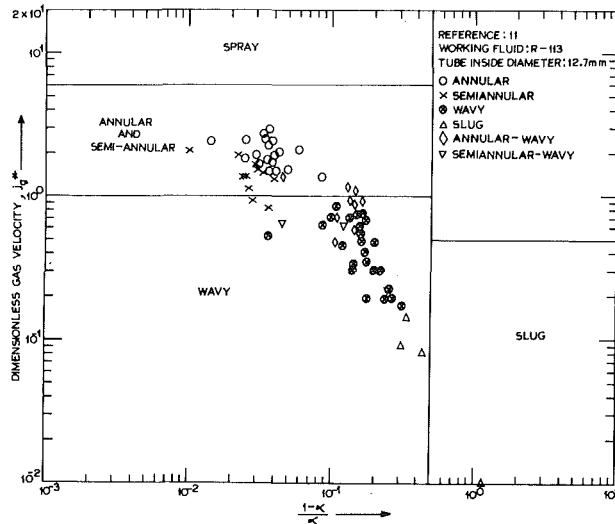 2×10¹
10¹
10⁰
10⁻¹
10⁻²
DIMENSIONLESS GAS VELOCITY, jg*
SPRAY
ANNULAR
AND
SEMI-ANNULAR
WAVY
SLUG
REFERENCE: 11
WORKING FLUID: R-113
TUBE INSIDE DIAMETER: 12.7mm
ANNULAR
SEMIANNULAR
WAVY
SLUG
ANNULAR-WAVY
SEMIANNULAR-WAVY
10⁻³
10⁻²
10⁻¹
10⁰
10
1-α
α